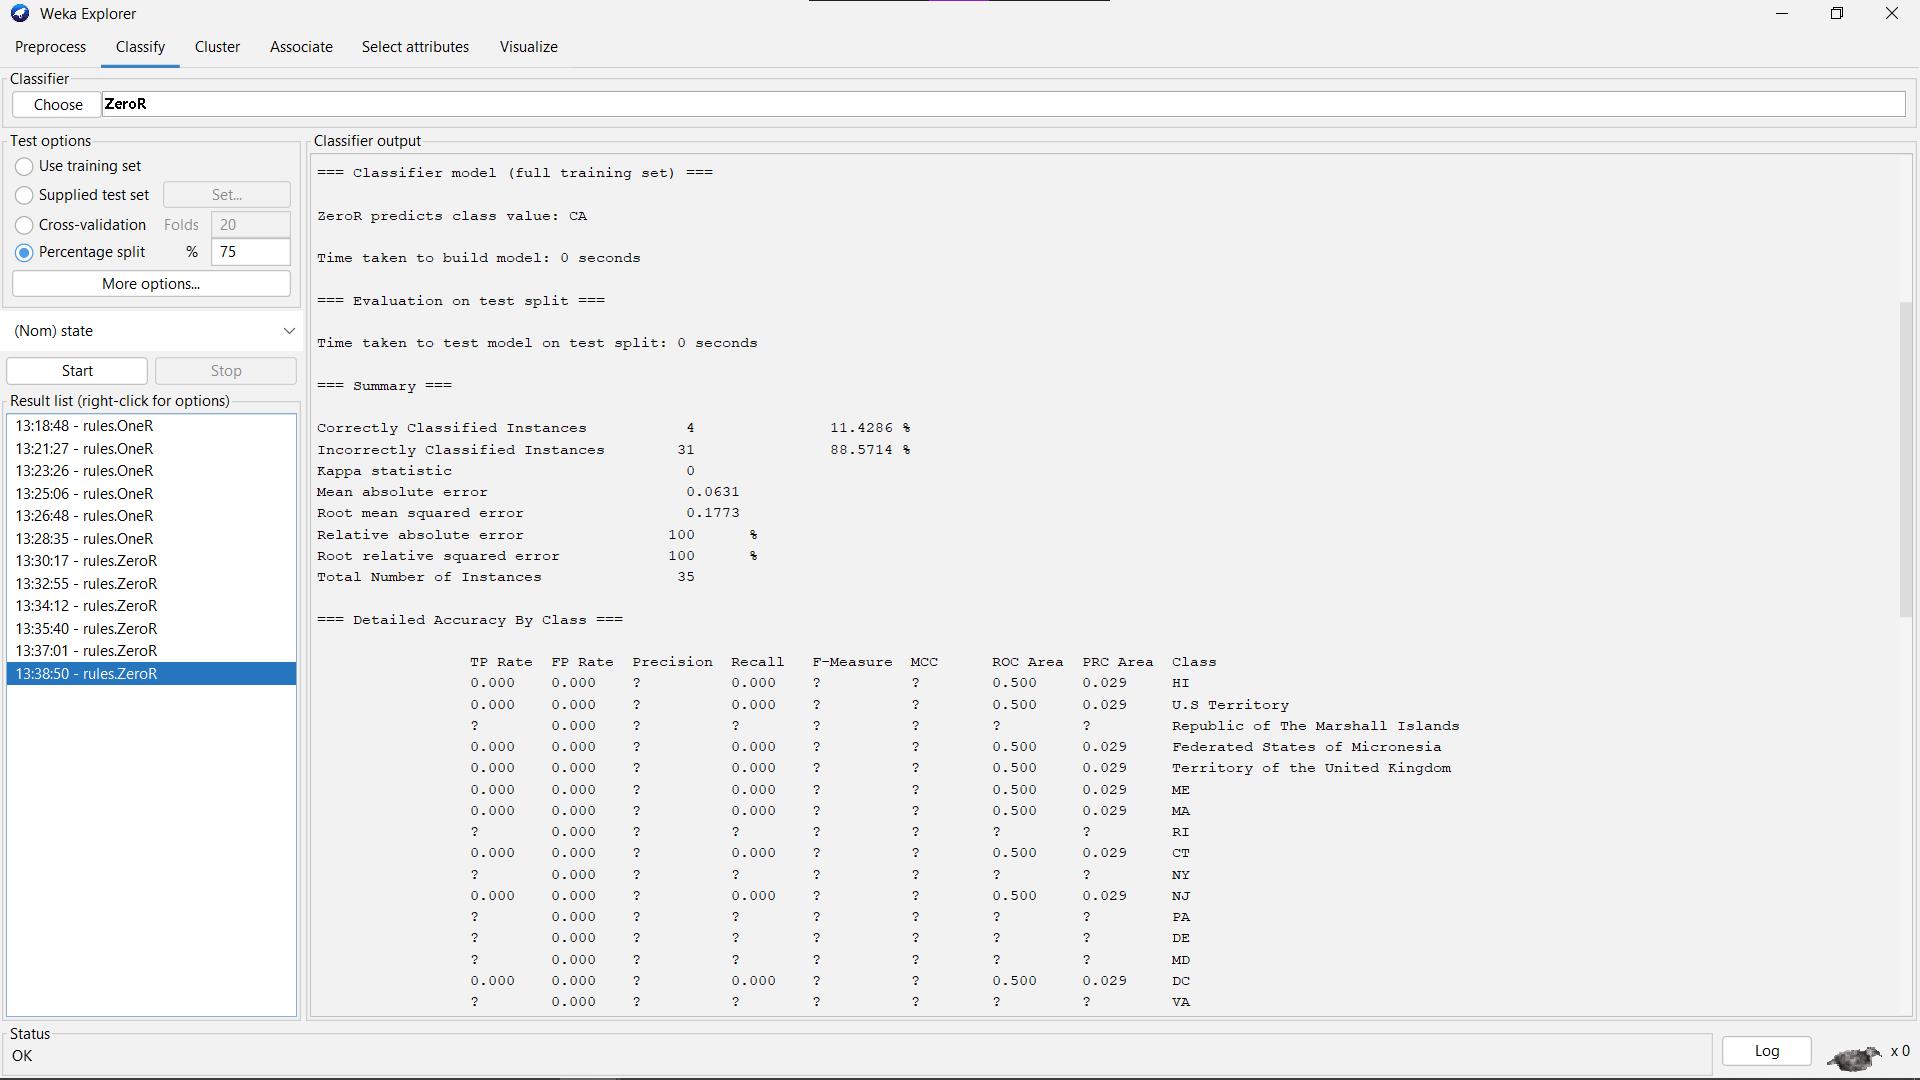 Weka Explorer
Preprocess Classify Cluster Associate Select attributes Visualize
Classifier
Choose ZeroR
Test options
Use training set
Supplied test set Set...
Cross-validation Folds 20
Percentage split % 75
More options...
(Nom) state
Start Stop
Result list (right-click for options)
13:18:48 - rules.OneR
13:21:27 - rules.OneR
13:23:26 - rules.OneR
13:25:06 - rules.OneR
13:26:48 - rules.OneR
13:28:35 - rules.OneR
13:30:17 - rules.ZeroR
13:32:55 - rules.ZeroR
13:34:12 - rules.ZeroR
13:35:40 - rules.ZeroR
13:37:01 - rules.ZeroR
13:38:50 - rules.ZeroR
Classifier output
=== Classifier model (full training set) ===
ZeroR predicts class value: CA
Time taken to build model: 0 seconds
=== Evaluation on test split ===
Time taken to test model on test split: 0 seconds
=== Summary ===
Correctly Classified Instances 4 11.4286 %
Incorrectly Classified Instances 31 88.5714 %
Kappa statistic 0
Mean absolute error 0.0631
Root mean squared error 0.1773
Relative absolute error 100 %
Root relative squared error 100 %
Total Number of Instances 35
=== Detailed Accuracy By Class ===
TP Rate FP Rate Precision Recall F-Measure MCC ROC Area PRC Area Class
0.000 0.000 ? 0.000 ? ? 0.500 0.029 HI
0.000 0.000 ? 0.000 ? ? 0.500 0.029 U.S Territory
? 0.000 ? ? ? ? ? ? Republic of The Marshall Islands
0.000 0.000 ? 0.000 ? ? 0.500 0.029 Federated States of Micronesia
0.000 0.000 ? 0.000 ? ? 0.500 0.029 Territory of the United Kingdom
0.000 0.000 ? 0.000 ? ? 0.500 0.029 ME
0.000 0.000 ? 0.000 ? ? 0.500 0.029 MA
? 0.000 ? ? ? ? ? ? RI
0.000 0.000 ? 0.000 ? ? 0.500 0.029 CT
? 0.000 ? ? ? ? ? ? NY
0.000 0.000 ? 0.000 ? ? 0.500 0.029 NJ
? 0.000 ? ? ? ? ? ? PA
? 0.000 ? ? ? ? ? ? DE
? 0.000 ? ? ? ? ? ? MD
0.000 0.000 ? 0.000 ? ? 0.500 0.029 DC
? 0.000 ? ? ? ? ? ? VA
Status
OK
Log x 0